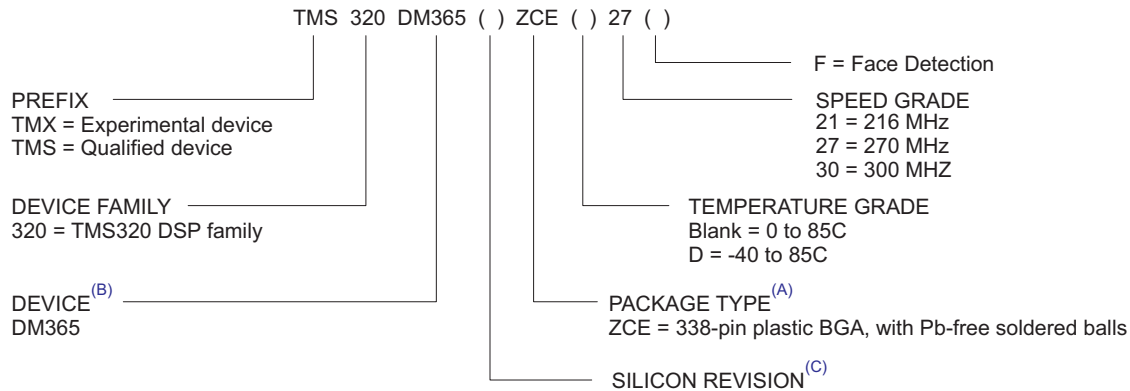 TMS 320 DM365 ( ) ZCE ( ) 27 ( )
F = Face Detection
PREFIX
TMX = Experimental device
TMS = Qualified device
SPEED GRADE
21 = 216 MHz
27 = 270 MHz
30 = 300 MHZ
DEVICE FAMILY
320 = TMS320 DSP family
TEMPERATURE GRADE
Blank = 0 to 85C
D = -40 to 85C
DEVICE(B)
DM365
PACKAGE TYPE(A)
ZCE = 338-pin plastic BGA, with Pb-free soldered balls
SILICON REVISION(C)